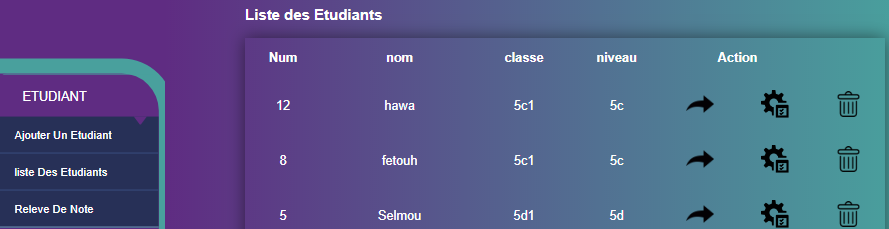 Liste des Etudiants
ETUDIANT
Ajouter Un Etudiant
liste Des Etudiants
Releve De Note
Num nom classe niveau Action
12 hawa 5c1 5c
8 fetouh 5c1 5c
5 Selmou 5d1 5d